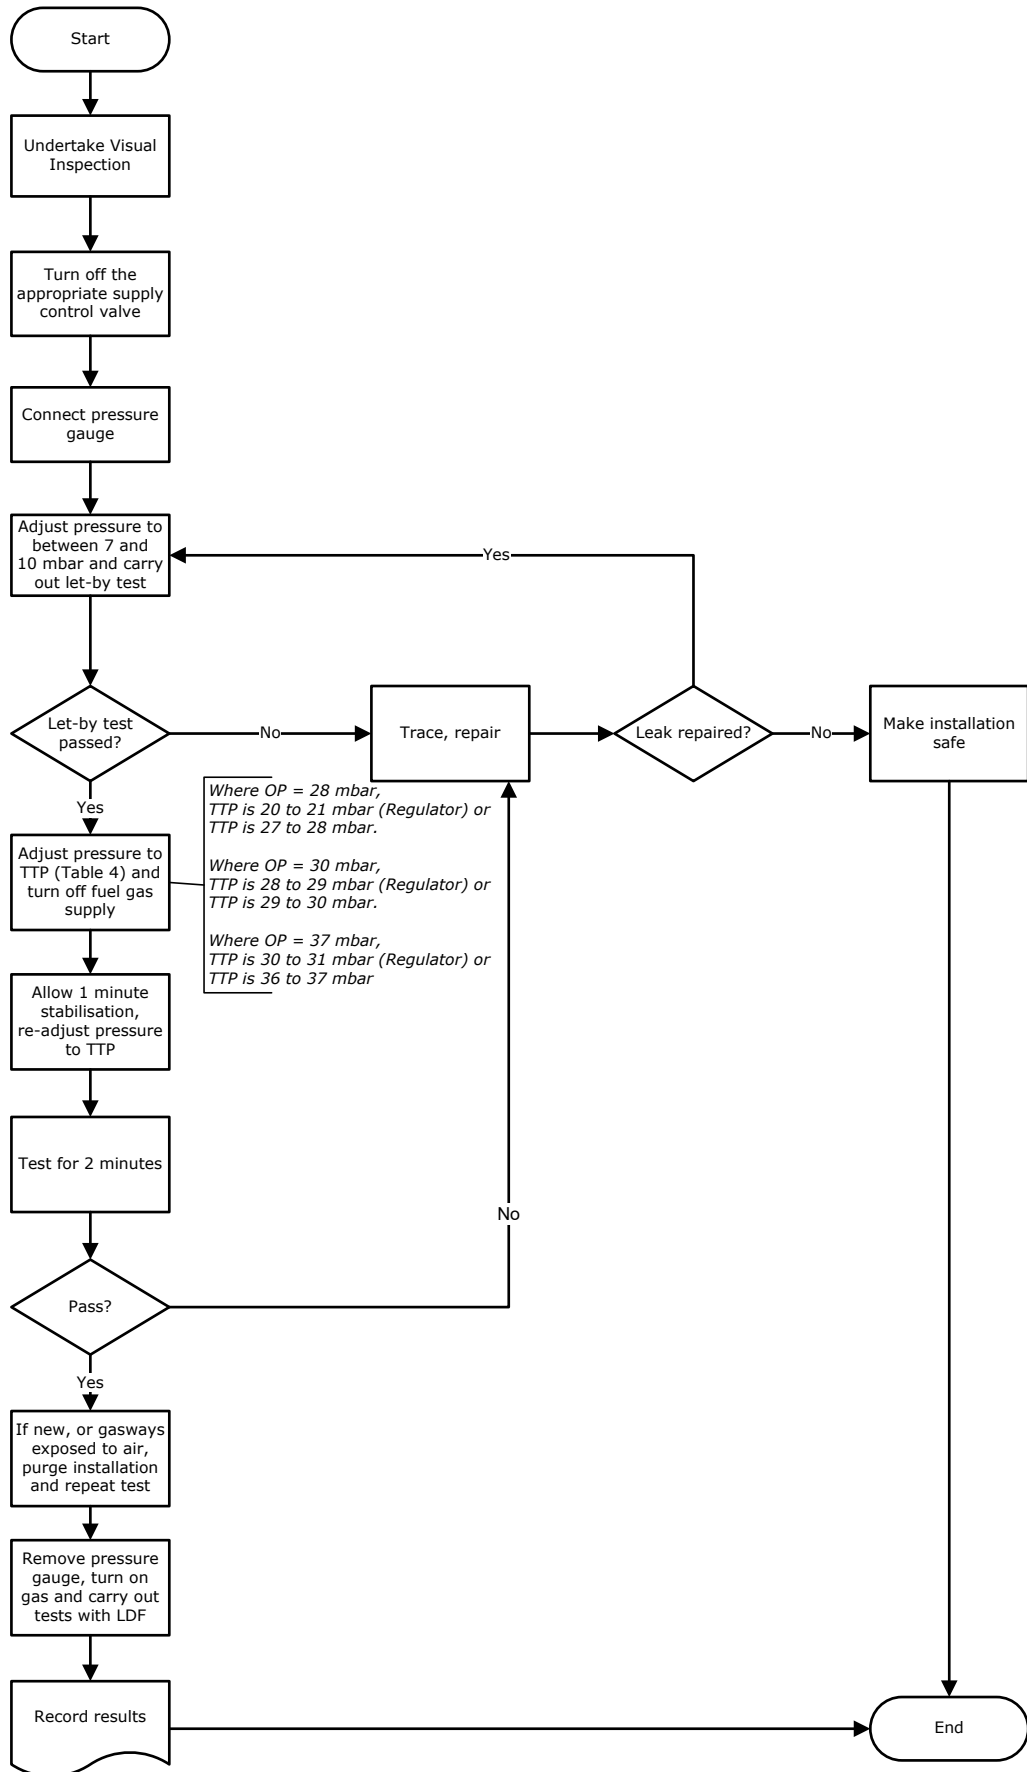 Start
Undertake Visual
Inspection
Turn off the
appropriate supply
control valve
Connect pressure
gauge
Adjust pressure to
between 7 and
10 mbar and carry
out let-by test
Yes
Let-by test
passed?
No
Trace, repair
Leak repaired?
No
Make installation
safe
Yes
Where OP = 28 mbar,
TTP is 20 to 21 mbar (Regulator) or
TTP is 27 to 28 mbar.
Where OP = 30 mbar,
TTP is 28 to 29 mbar (Regulator) or
TTP is 29 to 30 mbar.
Where OP = 37 mbar,
TTP is 30 to 31 mbar (Regulator) or
TTP is 36 to 37 mbar
Adjust pressure to
TTP (Table 4) and
turn off fuel gas
supply
Allow 1 minute
stabilisation,
re-adjust pressure
to TTP
Test for 2 minutes
No
Pass?
Yes
If new, or gasways
exposed to air,
purge installation
and repeat test
Remove pressure
gauge, turn on
gas and carry out
tests with LDF
Record results
End